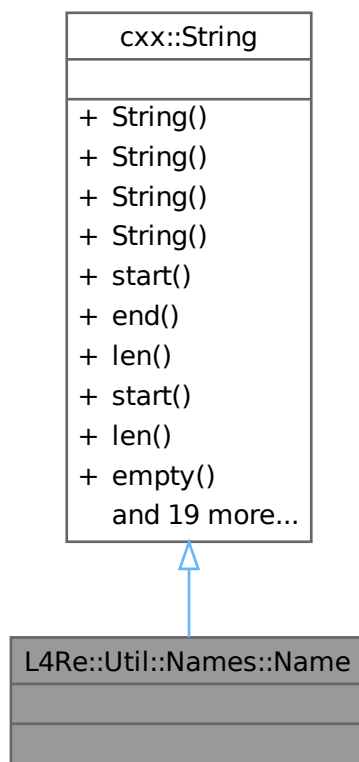 cxx::String
+ String()
+ String()
+ String()
+ String()
+ start()
+ end()
+ len()
+ start()
+ len()
+ empty()
and 19 more...
L4Re::Util::Names::Name